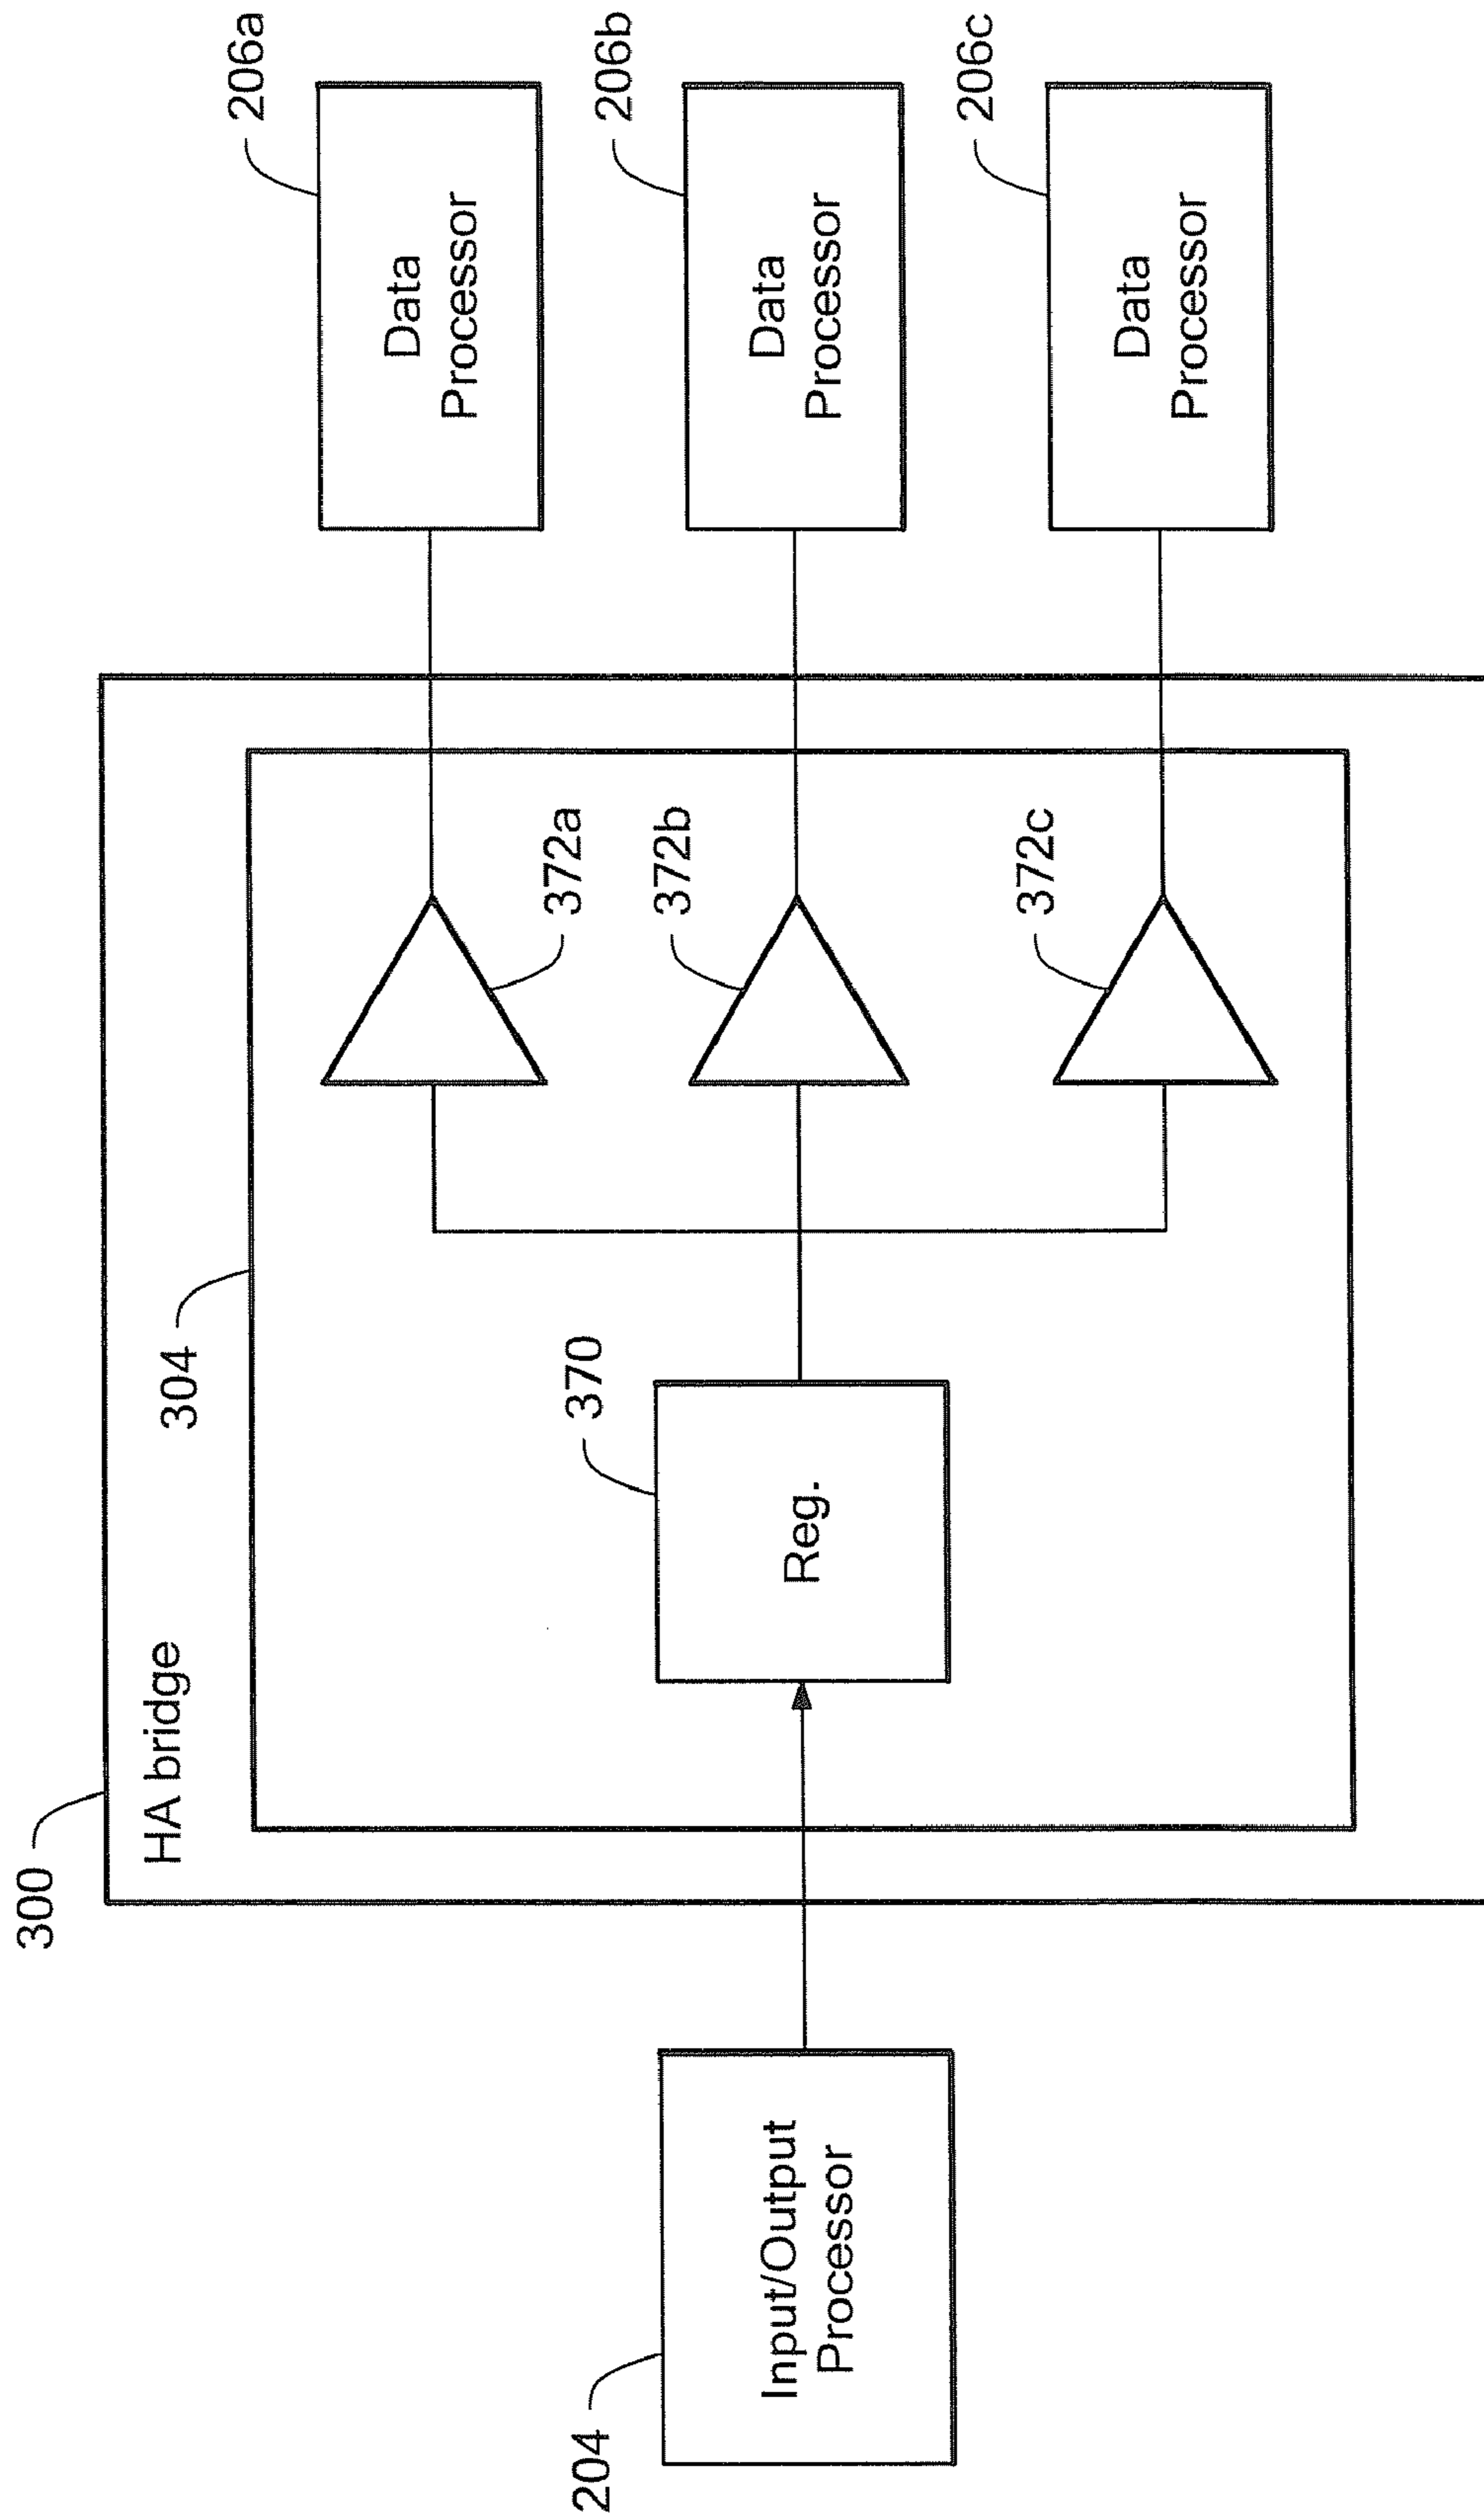 300
HA bridge
304
204
Input/Output
Processor
370
Reg.
372a
372b
372c
206a
Data
Processor
206b
Data
Processor
206c
Data
Processor